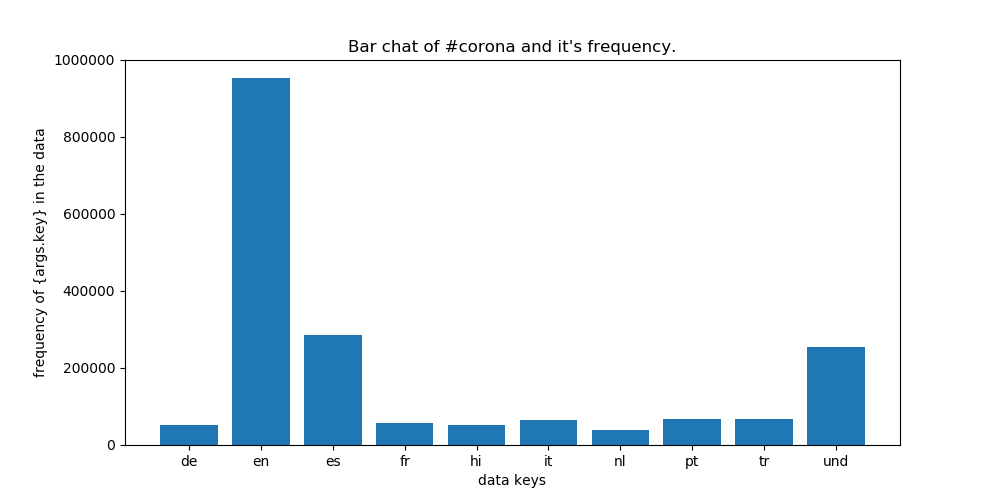 Bar chat of #corona and it's frequency.
1000000
800000
600000
400000
200000
0
frequency of {args.key} in the data
de en es fr hi it nl pt tr und
data keys